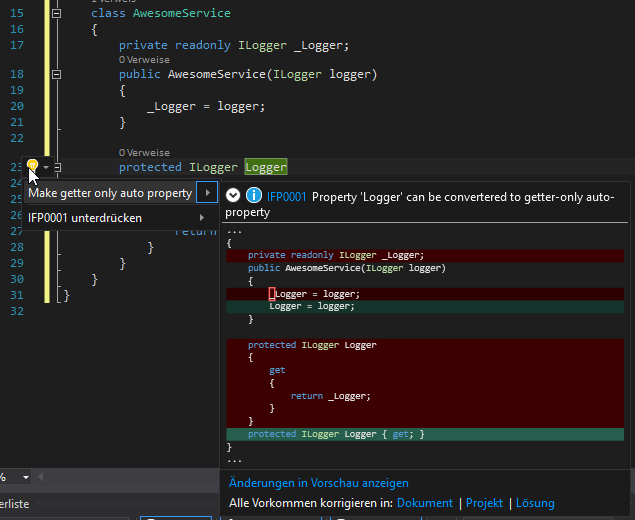 1 Verweis
15 class AwesomeService
16 {
17 private readonly ILogger _Logger;
0 Verweise
18 public AwesomeService(ILogger logger)
19 {
20 _Logger = logger;
21 }
22
0 Verweise
23 protected ILogger Logger
24
Make getter only auto property
IFP0001 unterdrücken
27 return
28 }
29 }
30 }
31 }
32
IFP0001 Property 'Logger' can be convertered to getter-only auto-
property
...
{
private readonly ILogger _Logger;
public AwesomeService(ILogger logger)
{
_Logger = logger;
Logger = logger;
}
protected ILogger Logger
{
get
{
return _Logger;
}
}
protected ILogger Logger { get; }
}
...
Änderungen in Vorschau anzeigen
Alle Vorkommen korrigieren in: Dokument | Projekt | Lösung
%
erliste